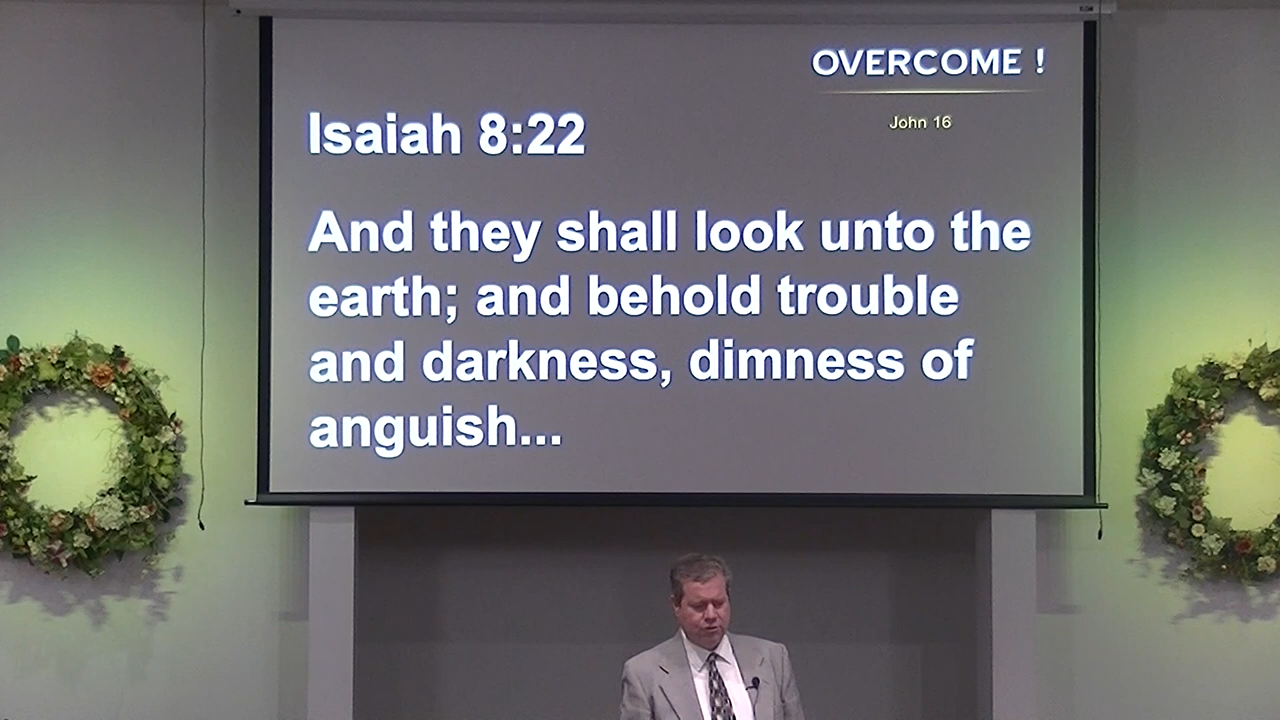 OVERCOME !
John 16
Isaiah 8:22
And they shall look unto the
earth; and behold trouble
and darkness, dimness of
anguish...